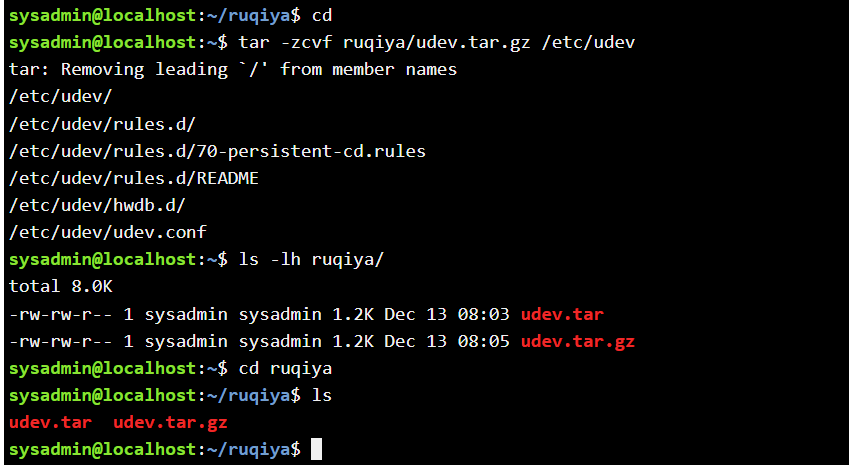 sysadmin@localhost:~/ruqiya$ cd
sysadmin@localhost:~$ tar -zcvf ruqiya/udev.tar.gz /etc/udev
tar: Removing leading `/' from member names
/etc/udev/
/etc/udev/rules.d/
/etc/udev/rules.d/70-persistent-cd.rules
/etc/udev/rules.d/README
/etc/udev/hwdb.d/
/etc/udev/udev.conf
sysadmin@localhost:~$ ls -lh ruqiya/
total 8.0K
-rw-rw-r-- 1 sysadmin sysadmin 1.2K Dec 13 08:03 udev.tar
-rw-rw-r-- 1 sysadmin sysadmin 1.2K Dec 13 08:05 udev.tar.gz
sysadmin@localhost:~$ cd ruqiya
sysadmin@localhost:~/ruqiya$ ls
udev.tar  udev.tar.gz
sysadmin@localhost:~/ruqiya$